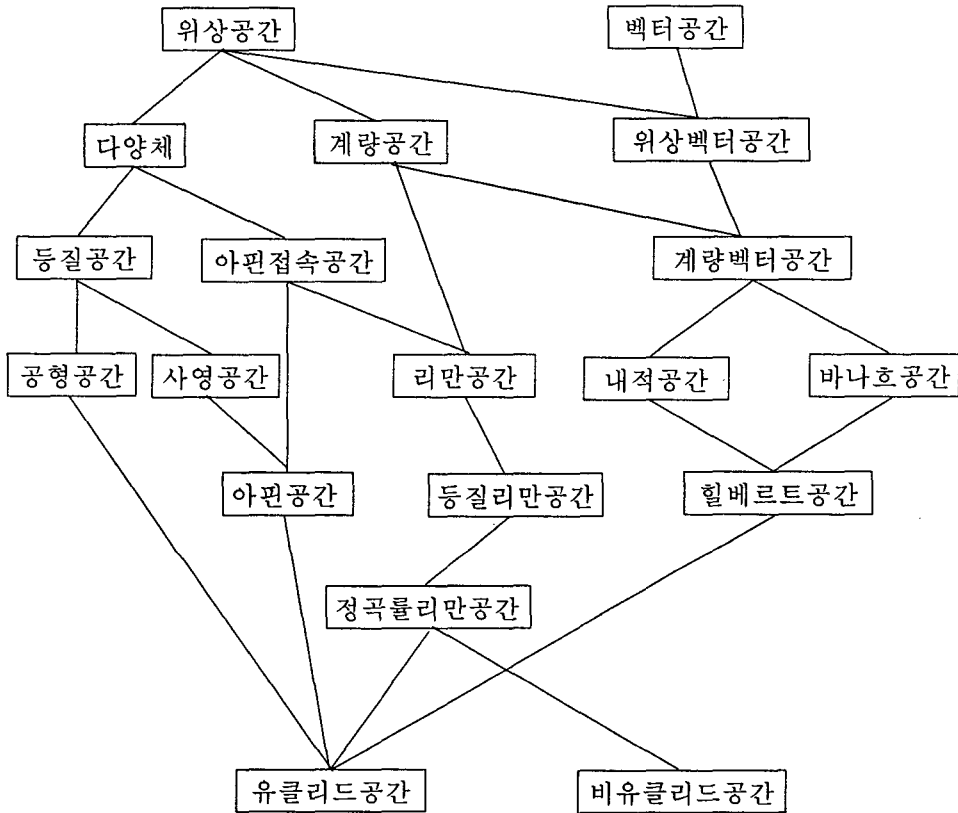 위상공간
벡터공간
다양체
계량공간
위상벡터공간
등질공간
아핀접속공간
계량벡터공간
공형공간
사영공간
리만공간
내적공간
바나흐공간
아핀공간
등질리만공간
힐베르트공간
정곡률리만공간
유클리드공간
비유클리드공간